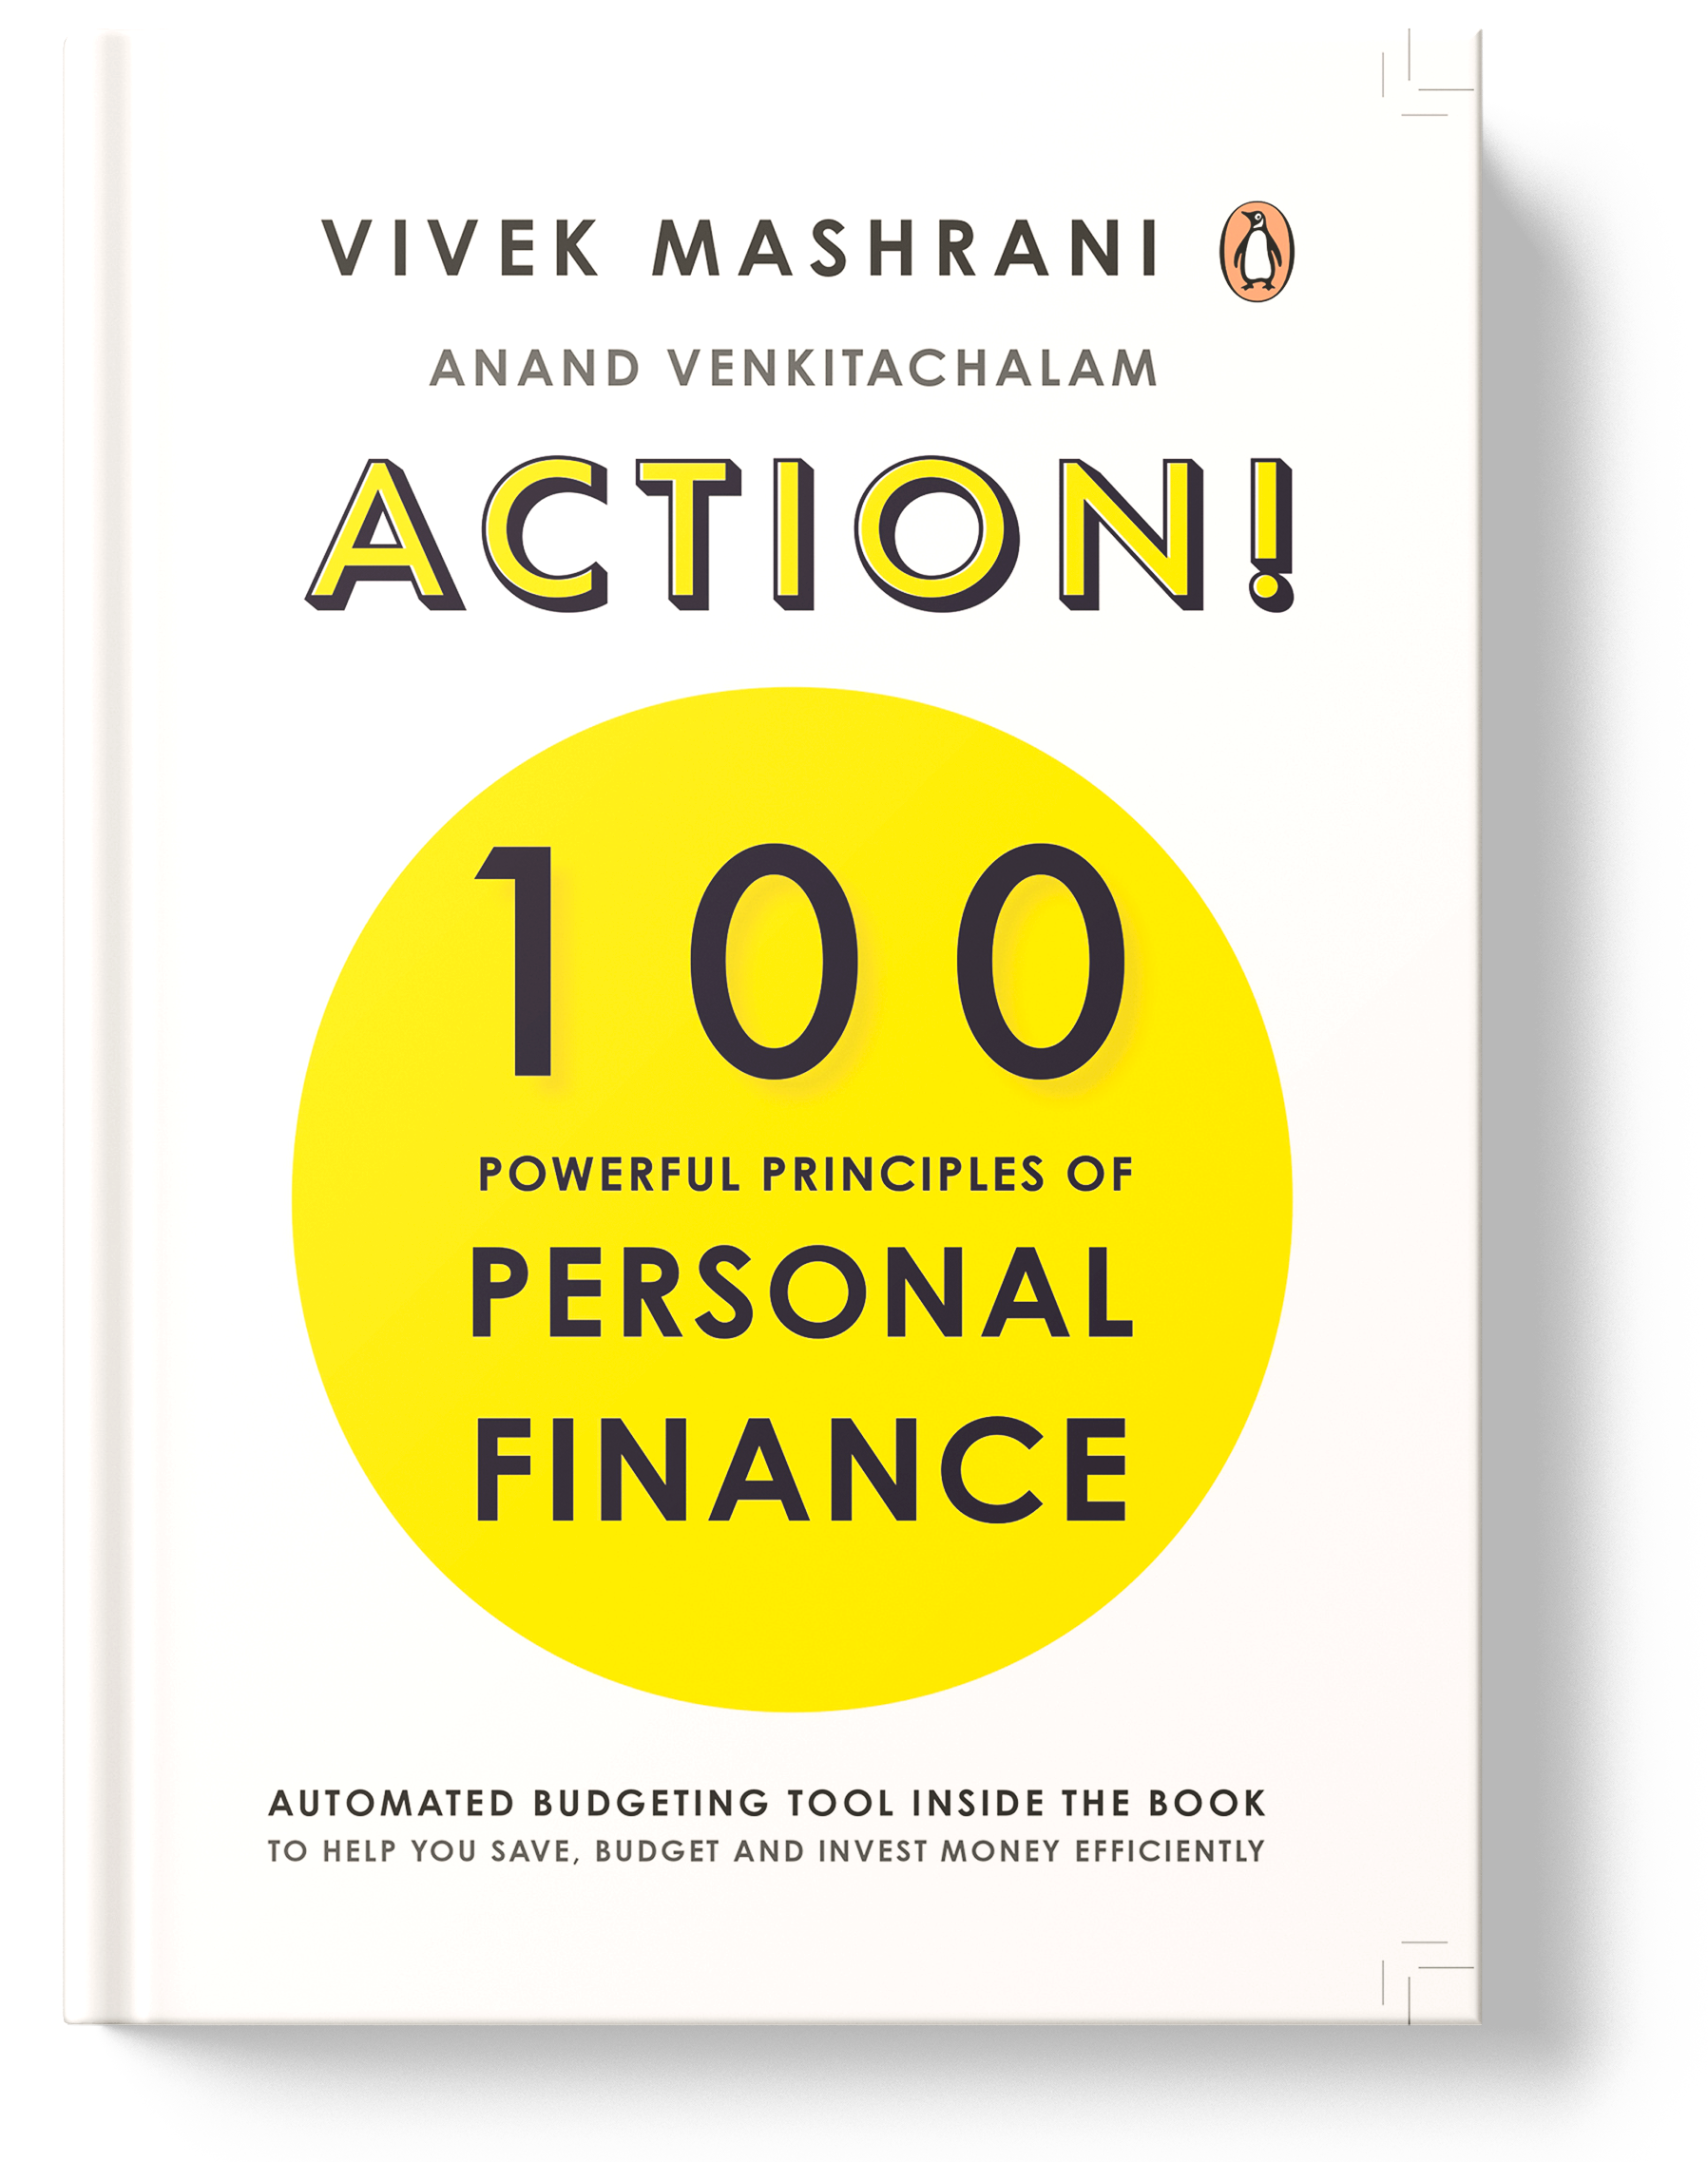 VIVEK MASHRANI
ANAND VENKITACHALAM
ACTION!
100
POWERFUL PRINCIPLES OF
PERSONAL
FINANCE
AUTOMATED BUDGETING TOOL INSIDE THE BOOK
TO HELP YOU SAVE, BUDGET AND INVEST MONEY EFFICIENTLY